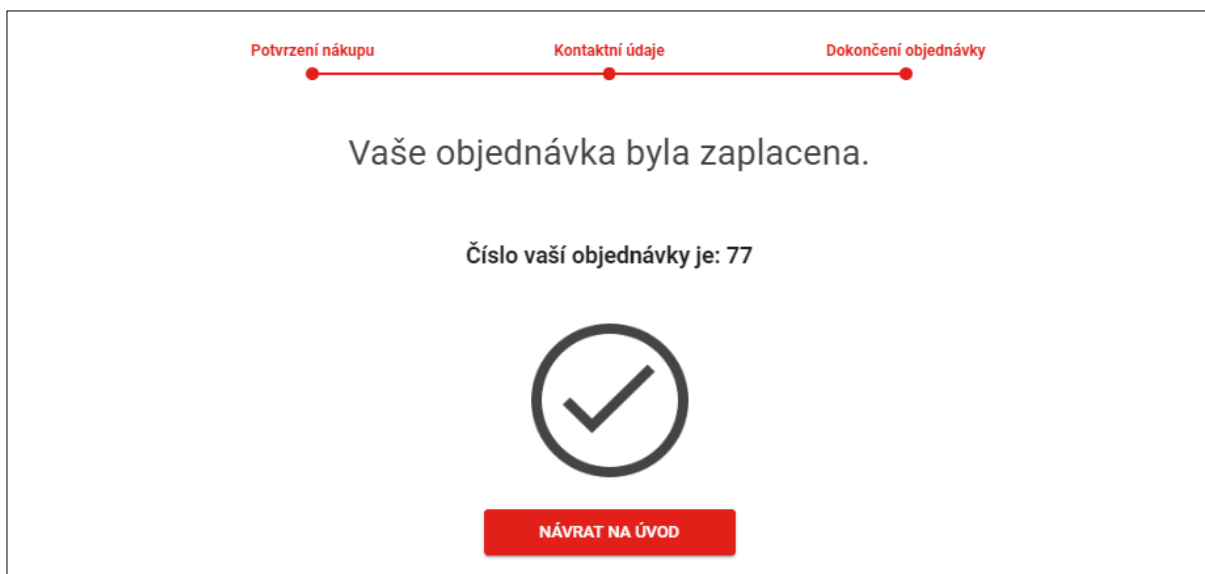 Potvrzení nákupu
Kontaktní údaje
Dokončení objednávky
Vaše objednávka byla zaplacena.
Číslo vaší objednávky je: 77
NÁVRAT NA ÚVOD